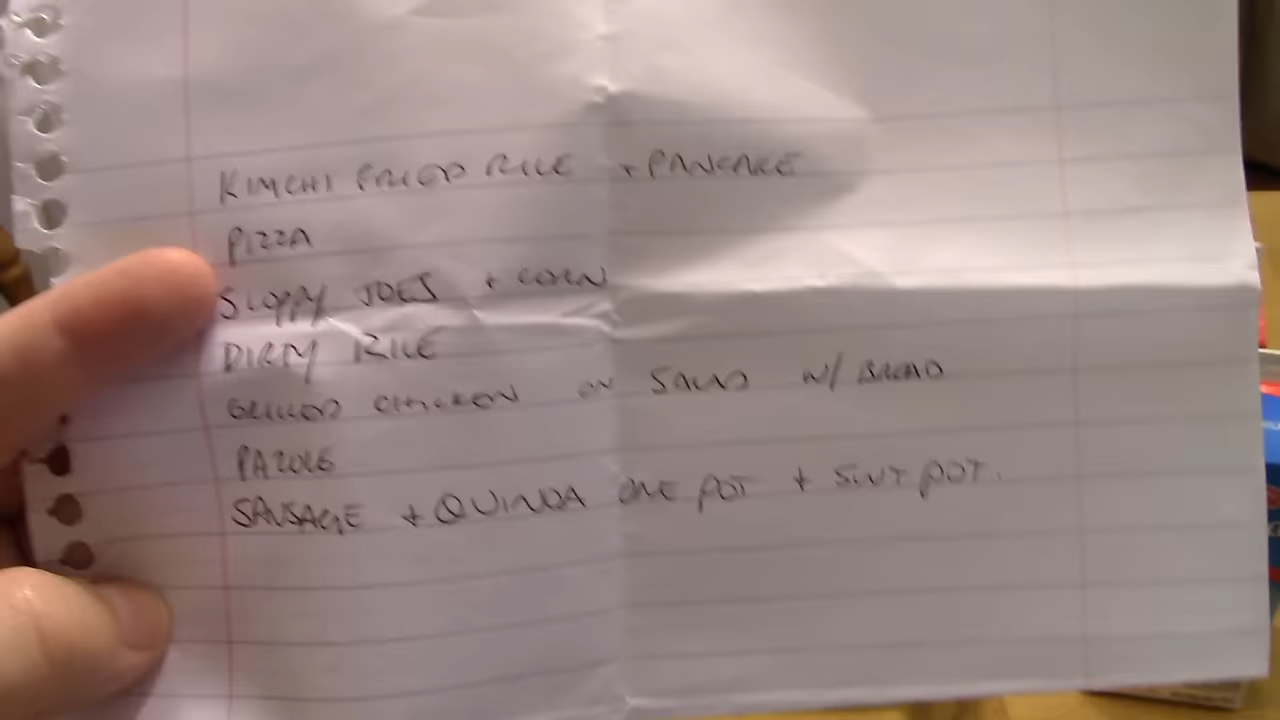 KIMCHI FRIED RICE + PANCAKE
PIZZA
SLOPPY JOES + CORN
DIRTY RICE
GRILLED CHICKEN ON SALAD W/ BREAD
PAZOLE
SAUSAGE + QUINOA ONE POT + POT.